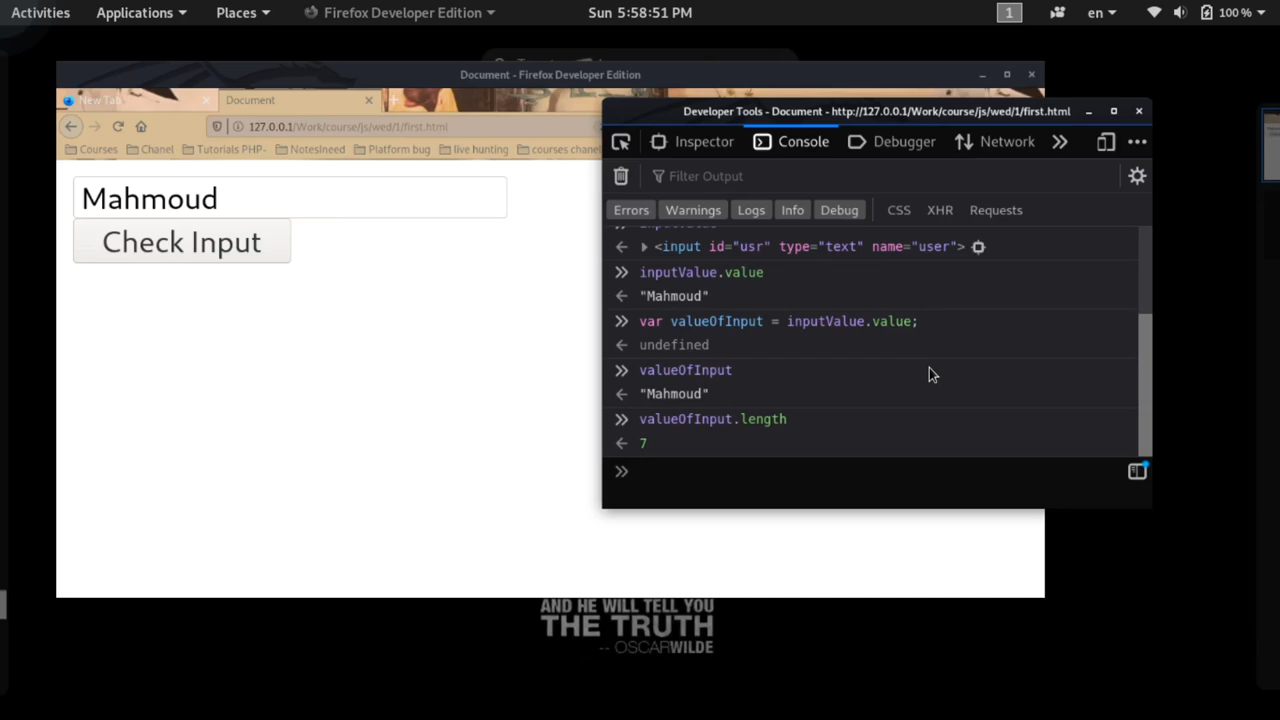 Activities Applications Places Firefox Developer Edition Sun 5:58:51 PM 1 en 100 %
Document - Firefox Developer Edition
New Tab Document
127.0.0.1/Work/course/js/wed/1/first.html
Courses Chanel Tutorials PHP- NotesIneed Platform bug live hunting courses chanel
Mahmoud
Check Input
Developer Tools - Document - http://127.0.0.1/Work/course/js/wed/1/first.html
Inspector Console Debugger Network
Filter Output
Errors Warnings Logs Info Debug CSS XHR Requests
<input id="usr" type="text" name="user">
inputValue.value
"Mahmoud"
var valueOfInput = inputValue.value;
undefined
valueOfInput
"Mahmoud"
valueOfInput.length
7
AND HE WILL TELL YOU
THE TRUTH
-- OSCARWILDE